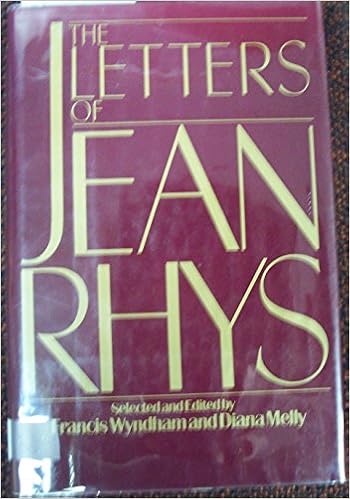 THE
LETTERS
OF
JEAN
RHYS
Selected and Edited by
Francis Wyndham and Diana Melly